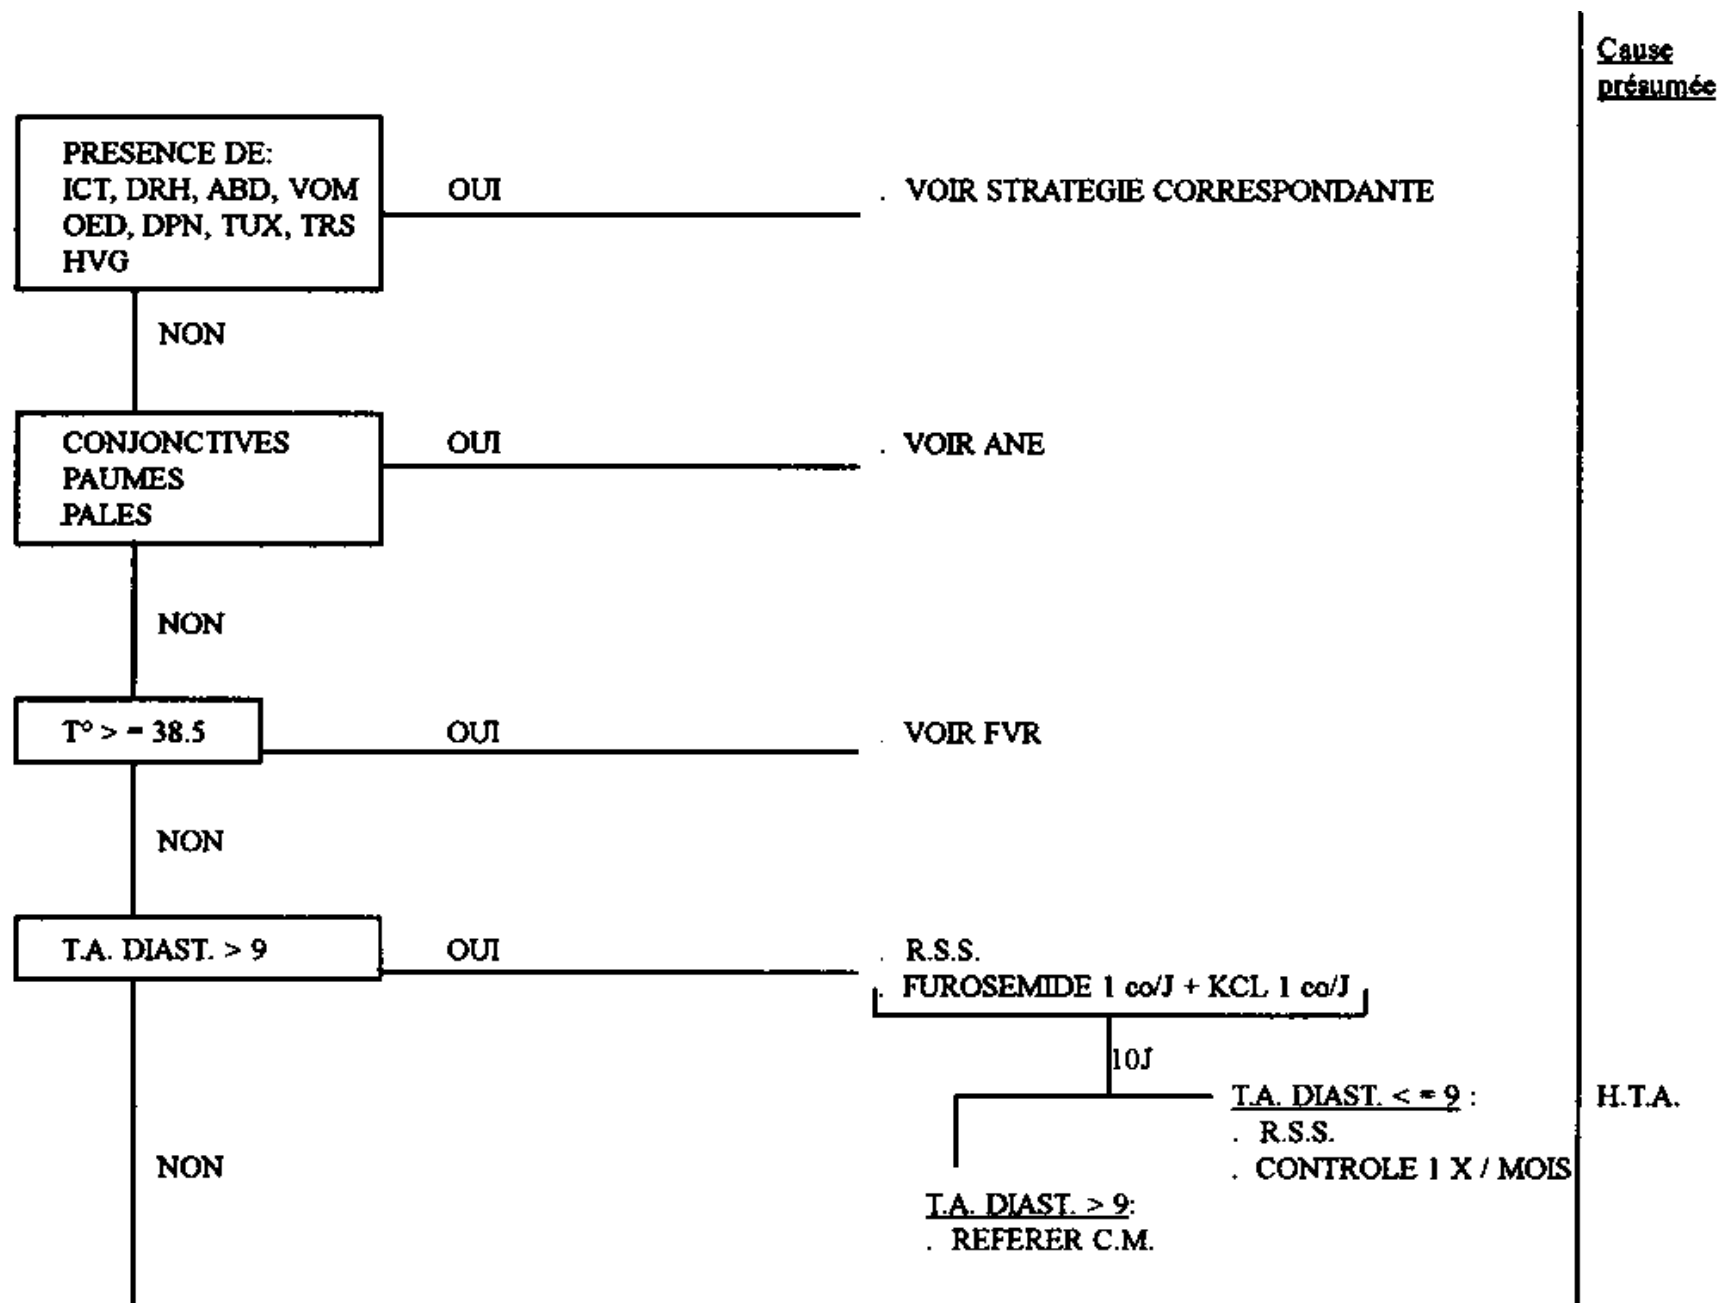 Cause
présumée
PRESENCE DE:
ICT, DRH, ABD, VOM
OED, DPN, TUX, TRS
HVG
OUI
. VOIR STRATEGIE CORRESPONDANTE
NON
CONJONCTIVES
PAUMES
PALES
OUI
. VOIR ANE
NON
T° > = 38.5
OUI
. VOIR FVR
NON
T.A. DIAST. > 9
OUI
. R.S.S.
. FUROSEMIDE 1 co/J + KCL 1 co/J
10J
T.A. DIAST. < = 9 :
H.T.A.
. R.S.S.
. CONTROLE 1 X / MOIS
NON
T.A. DIAST. > 9:
. REFERER C.M.